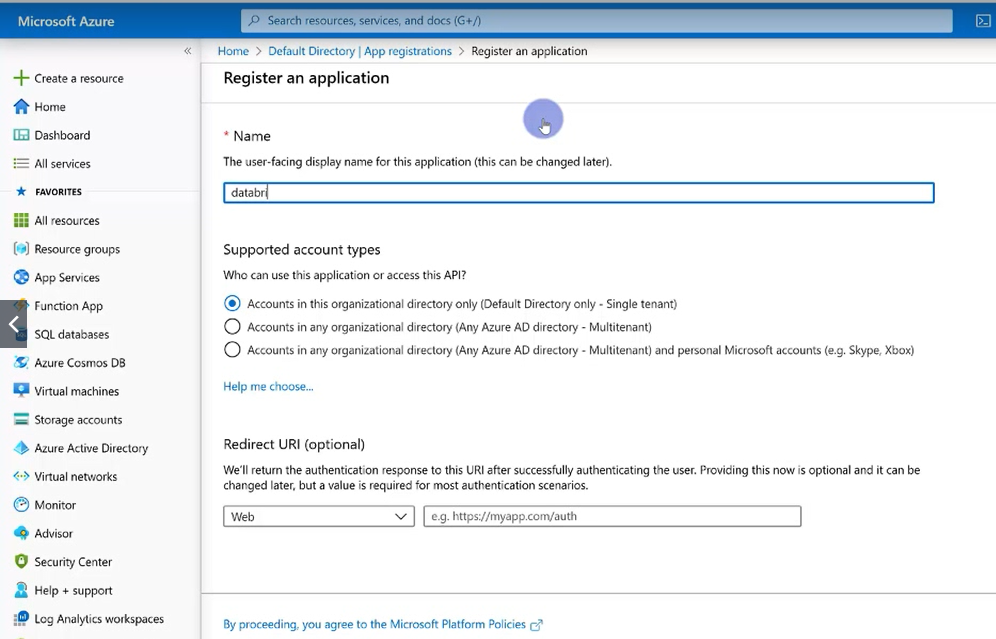 Microsoft Azure
Search resources, services, and docs (G+/)
«
Home > Default Directory | App registrations > Register an application
Register an application
Create a resource
Home
Dashboard
All services
FAVORITES
All resources
Resource groups
App Services
Function App
SQL databases
Azure Cosmos DB
Virtual machines
Storage accounts
Azure Active Directory
Virtual networks
Monitor
Advisor
Security Center
Help + support
Log Analytics workspaces
* Name
The user-facing display name for this application (this can be changed later).
databri
Supported account types
Who can use this application or access this API?
Accounts in this organizational directory only (Default Directory only - Single tenant)
Accounts in any organizational directory (Any Azure AD directory - Multitenant)
Accounts in any organizational directory (Any Azure AD directory - Multitenant) and personal Microsoft accounts (e.g. Skype, Xbox)
Help me choose...
Redirect URI (optional)
We'll return the authentication response to this URI after successfully authenticating the user. Providing this now is optional and it can be
changed later, but a value is required for most authentication scenarios.
Web
e.g. https://myapp.com/auth
By proceeding, you agree to the Microsoft Platform Policies